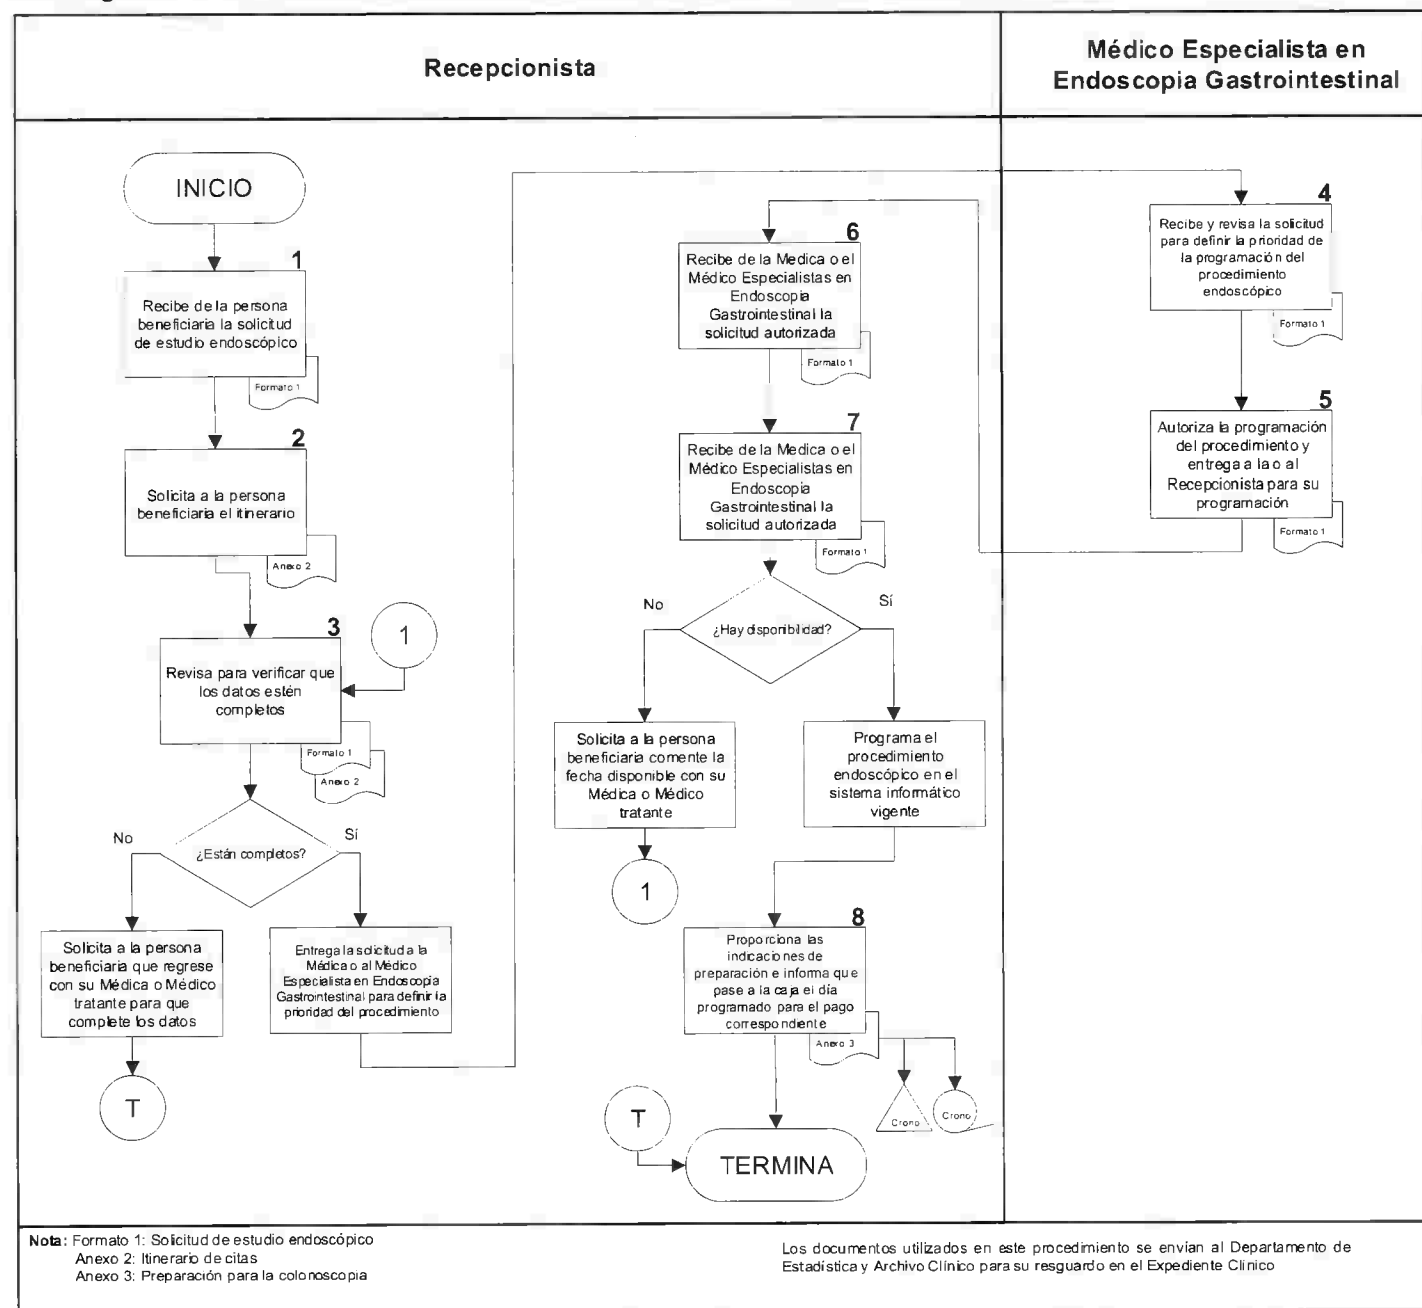 Recepcionista
Médico Especialista en
Endoscopia Gastrointestinal
INICIO
1
Recibe de la persona
beneficiaria la solicitud
de estudio endoscópico
Formato 1
2
Solicita a la persona
beneficiaria el itinerario
Anexo 2
3
1
Revisa para verificar que
los datos estén
completos
Formato 1
Anexo 2
No
Sí
¿Están completos?
Solicita a la persona
beneficiaria que regrese
con su Médica o Médico
tratante para que
complete los datos
T
Entrega la solicitud a la
Médica o al Médico
Especialista en Endoscopia
Gastrointestinal para definir la
prioridad del procedimiento
4
Recibe y revisa la solicitud
para definir la prioridad de
la programación del
procedimiento
endoscópico
Formato 1
5
Autoriza la programación
del procedimiento y
entrega a la o al
Recepcionista para su
programación
Formato 1
6
Recibe de la Medica o el
Médico Especialistas en
Endoscopia
Gastrointestinal la
solicitud autorizada
Formato 1
7
Recibe de la Medica o el
Médico Especialistas en
Endoscopia
Gastrointestinal la
solicitud autorizada
Formato 1
No
Sí
¿Hay disponibilidad?
Solicita a la persona
beneficiaria comente la
fecha disponible con su
Médica o Médico
tratante
1
Programa el
procedimiento
endoscópico en el
sistema informático
vigente
8
Proporciona las
indicaciones de
preparación e informa que
pase a la caja el día
programado para el pago
correspondiente
Anexo 3
Crono
Crono
T
TERMINA
Nota: Formato 1: Solicitud de estudio endoscópico
Anexo 2: Itinerario de citas
Anexo 3: Preparación para la colonoscopia
Los documentos utilizados en este procedimiento se envían al Departamento de
Estadística y Archivo Clínico para su resguardo en el Expediente Clínico